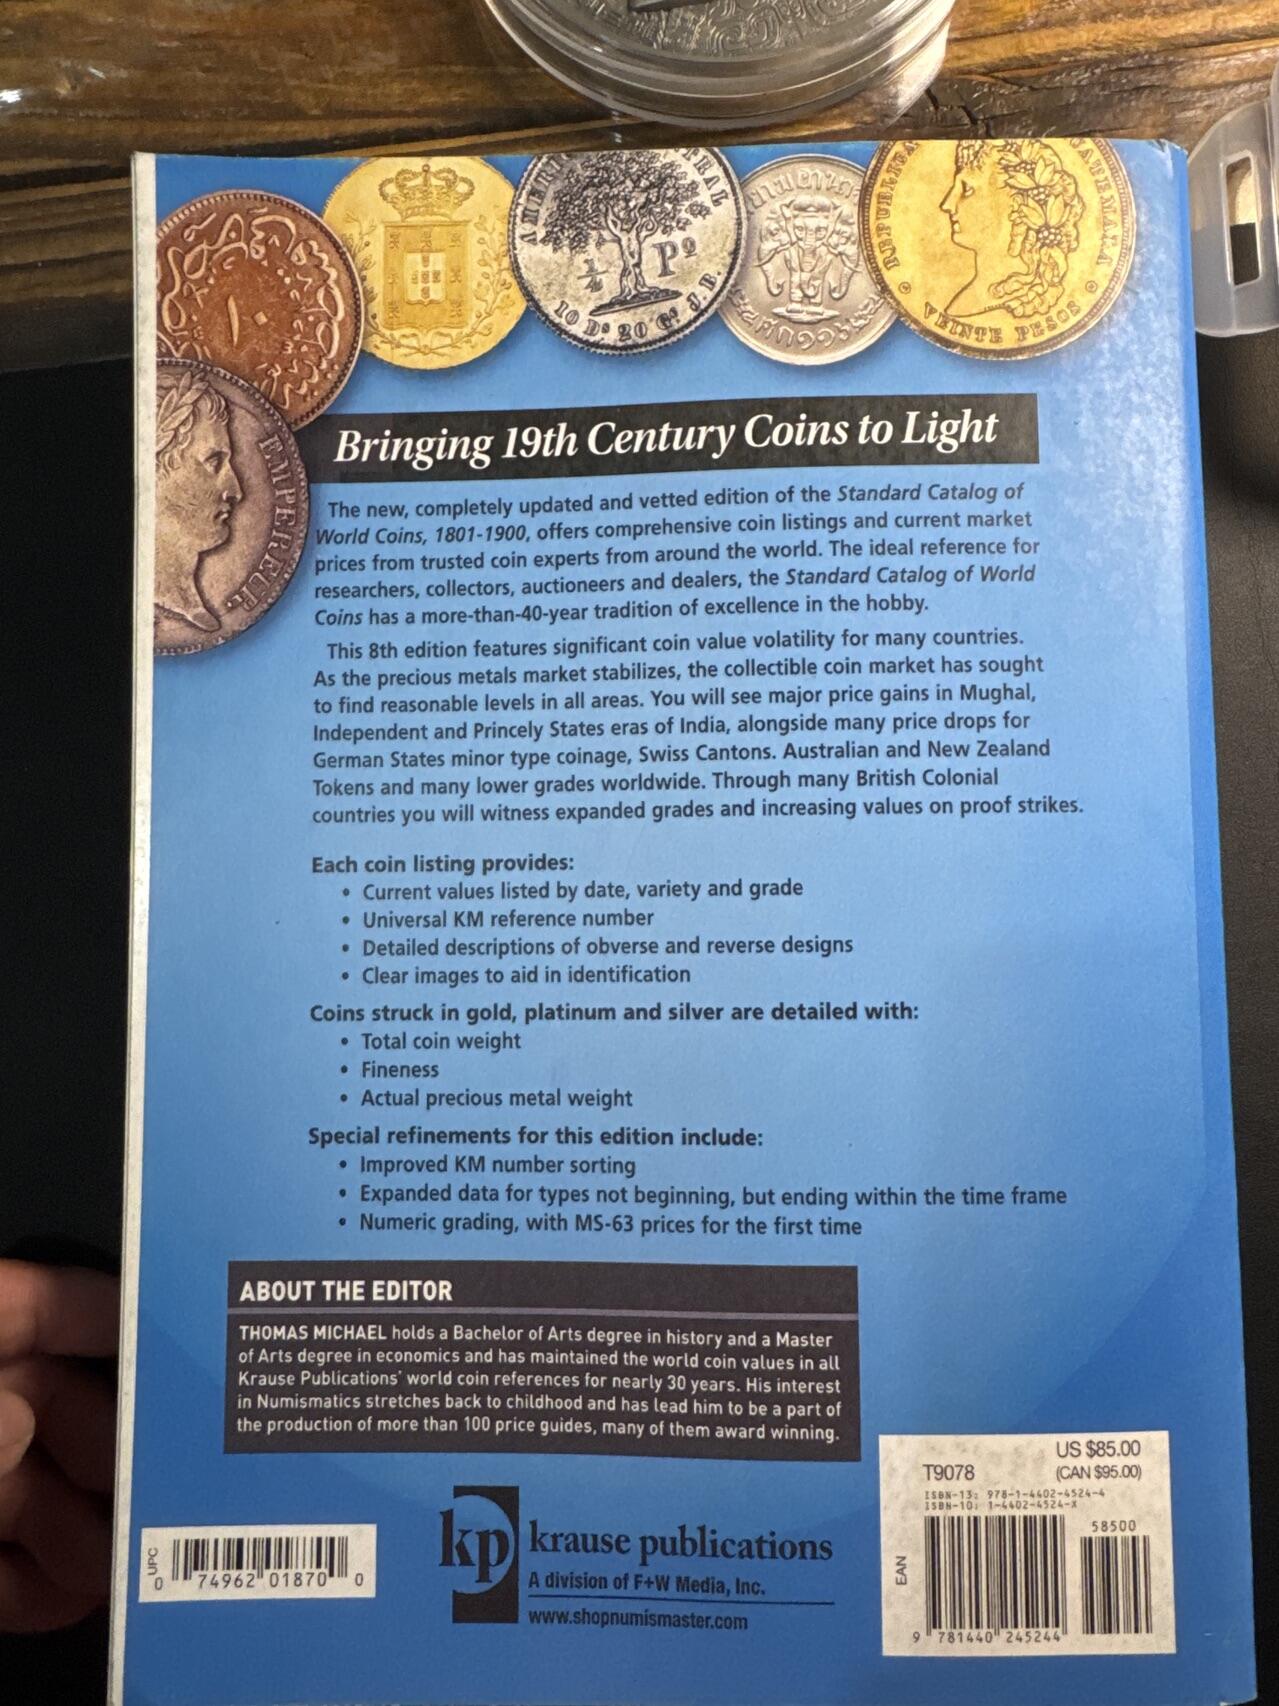 AMERI
TRAL
1/4 Pº
10 Ds 20 Gs J.B.
REPUBLICA
GUATEMALA
VEINTE PESOS
١٠
EMPEREUR.
Bringing 19th Century Coins to Light
The new, completely updated and vetted edition of the Standard Catalog of
World Coins, 1801-1900, offers comprehensive coin listings and current market
prices from trusted coin experts from around the world. The ideal reference for
researchers, collectors, auctioneers and dealers, the Standard Catalog of World
Coins has a more-than-40-year tradition of excellence in the hobby.
This 8th edition features significant coin value volatility for many countries.
As the precious metals market stabilizes, the collectible coin market has sought
to find reasonable levels in all areas. You will see major price gains in Mughal,
Independent and Princely States eras of India, alongside many price drops for
German States minor type coinage, Swiss Cantons. Australian and New Zealand
Tokens and many lower grades worldwide. Through many British Colonial
countries you will witness expanded grades and increasing values on proof strikes.
Each coin listing provides:
• Current values listed by date, variety and grade
• Universal KM reference number
• Detailed descriptions of obverse and reverse designs
• Clear images to aid in identification
Coins struck in gold, platinum and silver are detailed with:
• Total coin weight
• Fineness
• Actual precious metal weight
Special refinements for this edition include:
• Improved KM number sorting
• Expanded data for types not beginning, but ending within the time frame
• Numeric grading, with MS-63 prices for the first time
ABOUT THE EDITOR
THOMAS MICHAEL holds a Bachelor of Arts degree in history and a Master
of Arts degree in economics and has maintained the world coin values in all
Krause Publications' world coin references for nearly 30 years. His interest
in Numismatics stretches back to childhood and has lead him to be a part of
the production of more than 100 price guides, many of them award winning.
kp krause publications
A division of F+W Media, Inc.
www.shopnumismaster.com
UPC
0 74962 01870 0
US $85.00
T9078 (CAN $95.00)
ISBN-13: 978-1-4402-4524-4
ISBN-10: 1-4402-4524-X
58500
EAN
9 781440 245244